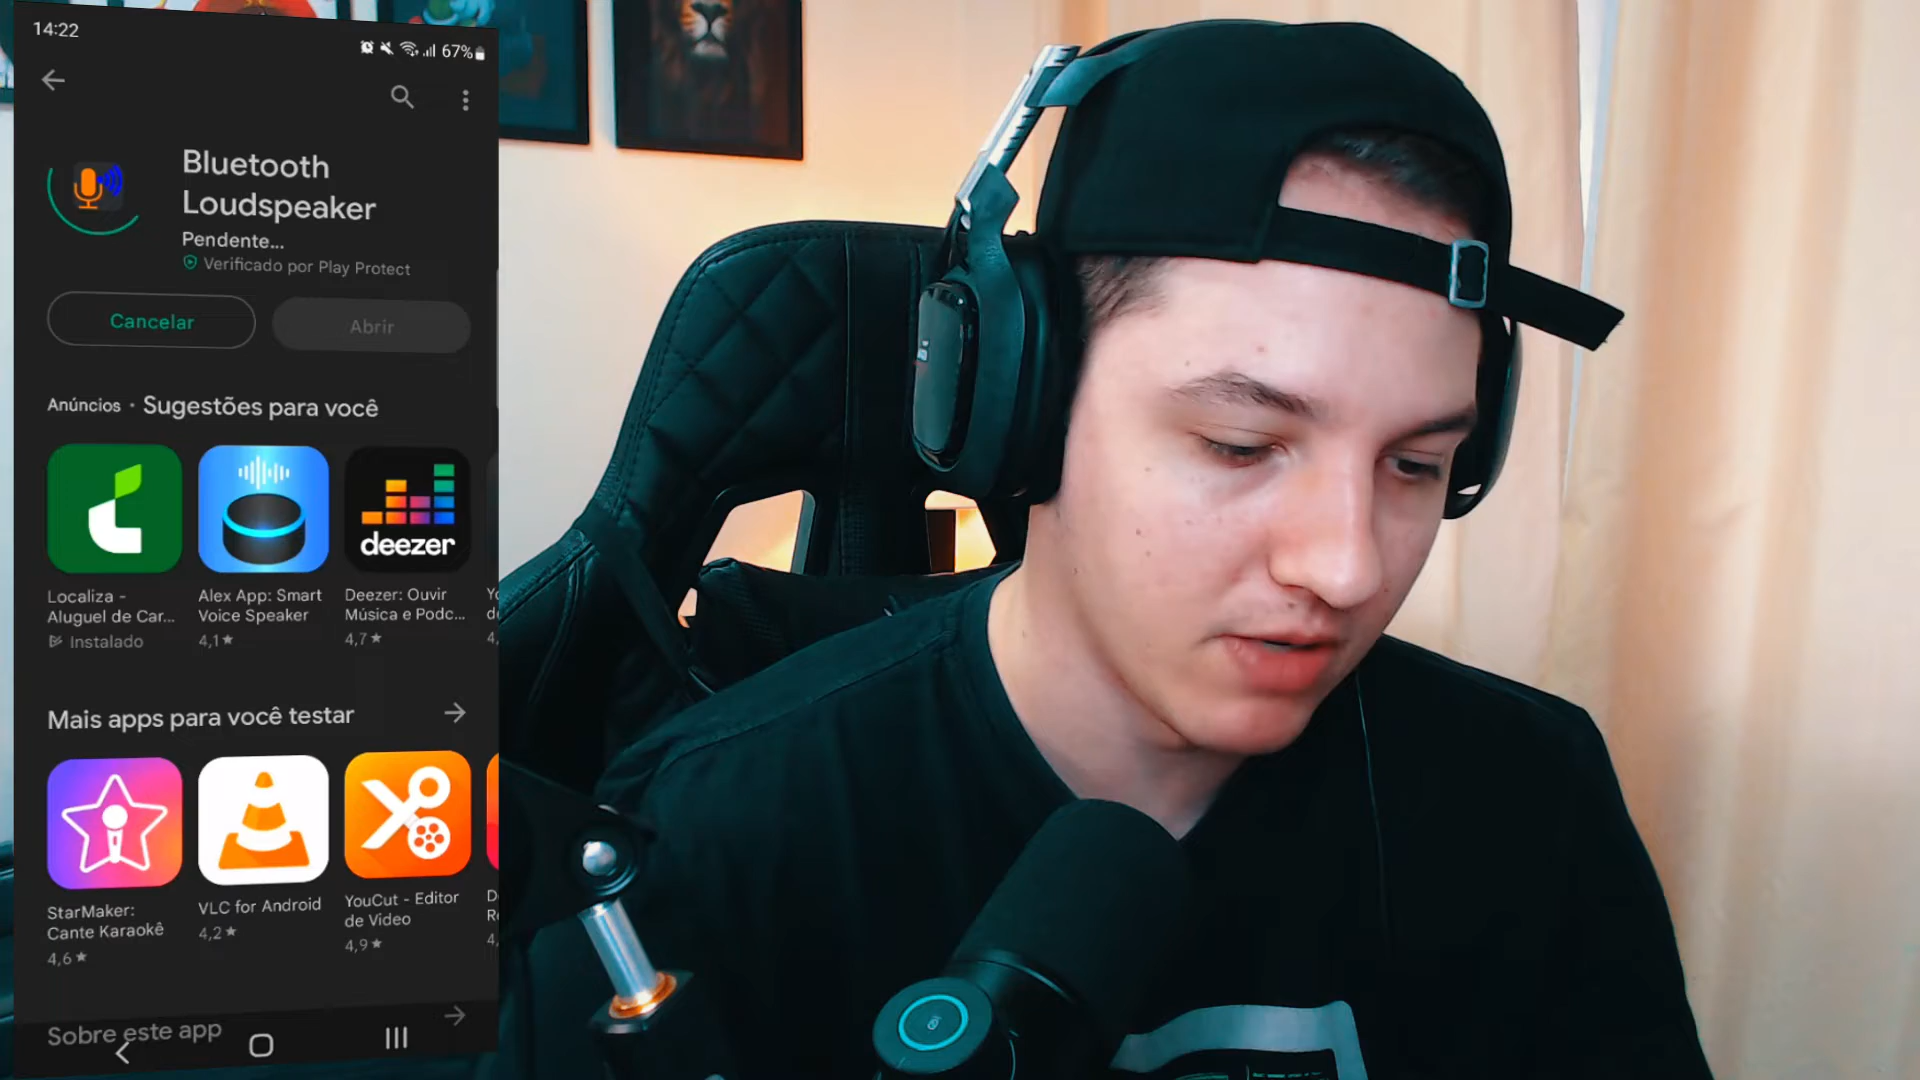 14:22
67%
Bluetooth
Loudspeaker
Pendente...
Verificado por Play Protect
Cancelar
Abrir
Anúncios • Sugestões para você
deezer
Localiza -
Aluguel de Car...
Instalado
Alex App: Smart
Voice Speaker
4,1★
Deezer: Ouvir
Música e Podc...
4,7★
Mais apps para você testar
StarMaker:
Cante Karaokê
4,6★
VLC for Android
4,2★
YouCut - Editor
de Video
4,9★
Sobre este app